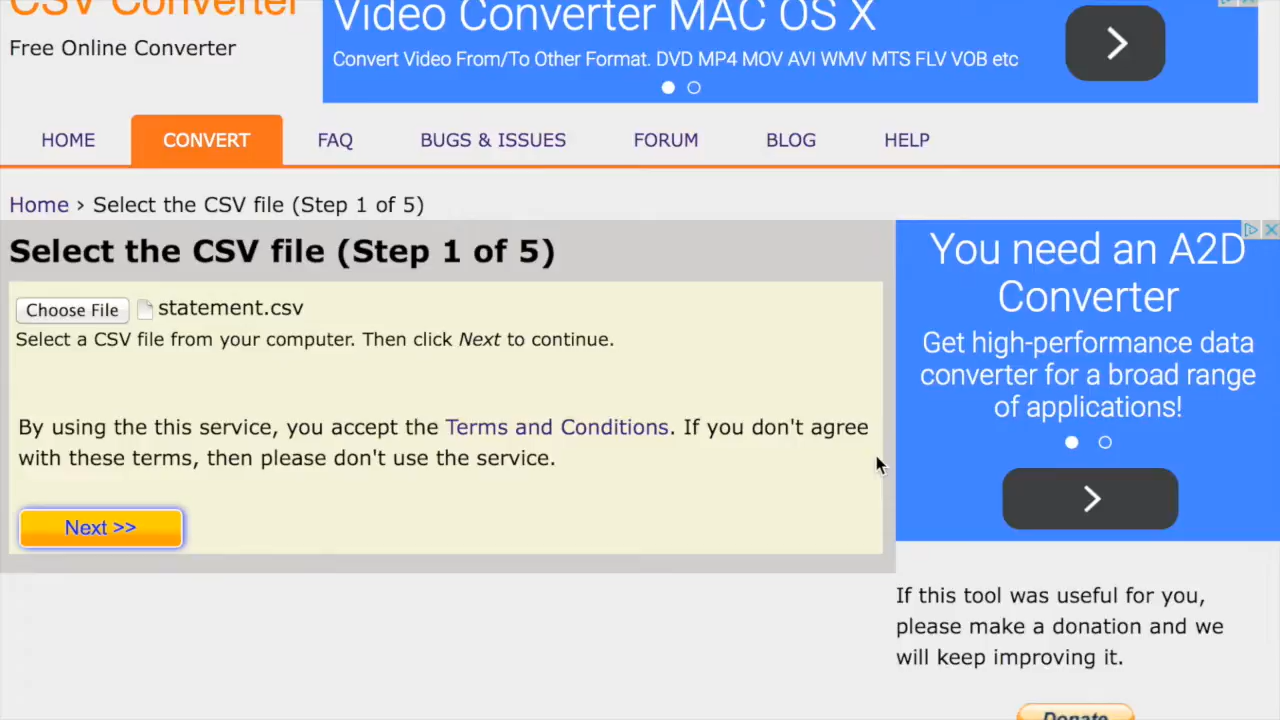 CSV Converter
Free Online Converter
Video Converter MAC OS X
Convert Video From/To Other Format. DVD MP4 MOV AVI WMV MTS FLV VOB etc
HOME
CONVERT
FAQ
BUGS & ISSUES
FORUM
BLOG
HELP
Home › Select the CSV file (Step 1 of 5)
Select the CSV file (Step 1 of 5)
Choose File statement.csv
Select a CSV file from your computer. Then click Next to continue.
By using the this service, you accept the Terms and Conditions. If you don't agree
with these terms, then please don't use the service.
Next >>
You need an A2D
Converter
Get high-performance data
converter for a broad range
of applications!
If this tool was useful for you,
please make a donation and we
will keep improving it.
Donate